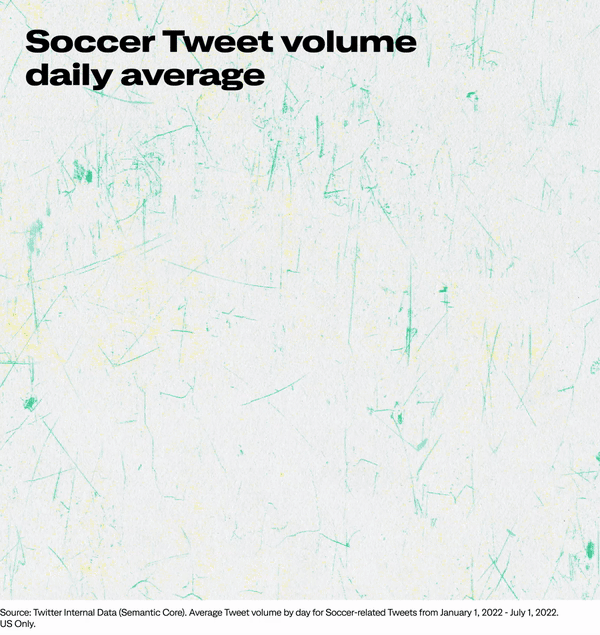 Soccer Tweet volume
daily average
Source: Twitter Internal Data (Semantic Core). Average Tweet volume by day for Soccer-related Tweets from January 1, 2022 - July 1, 2022.
US Only.